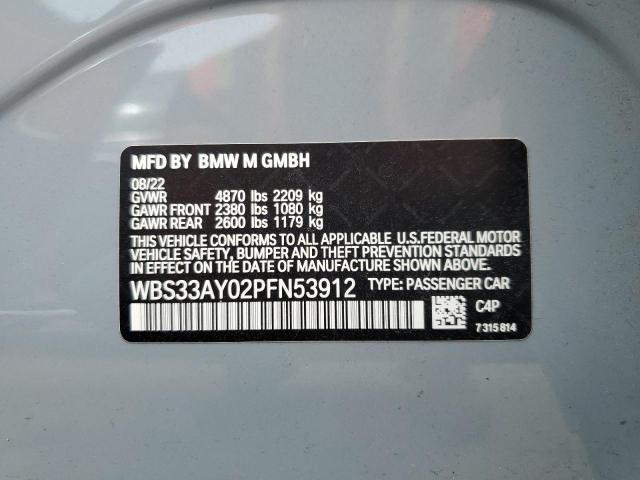 MFD BY BMW M GMBH
08/22
GVWR 4870 lbs 2209 kg
GAWR FRONT 2380 lbs 1080 kg
GAWR REAR 2600 lbs 1179 kg
THIS VEHICLE CONFORMS TO ALL APPLICABLE U.S.FEDERAL MOTOR
VEHICLE SAFETY, BUMPER AND THEFT PREVENTION STANDARDS
IN EFFECT ON THE DATE OF MANUFACTURE SHOWN ABOVE.
WBS33AY02PFN53912 TYPE: PASSENGER CAR
C4P
7 315 814